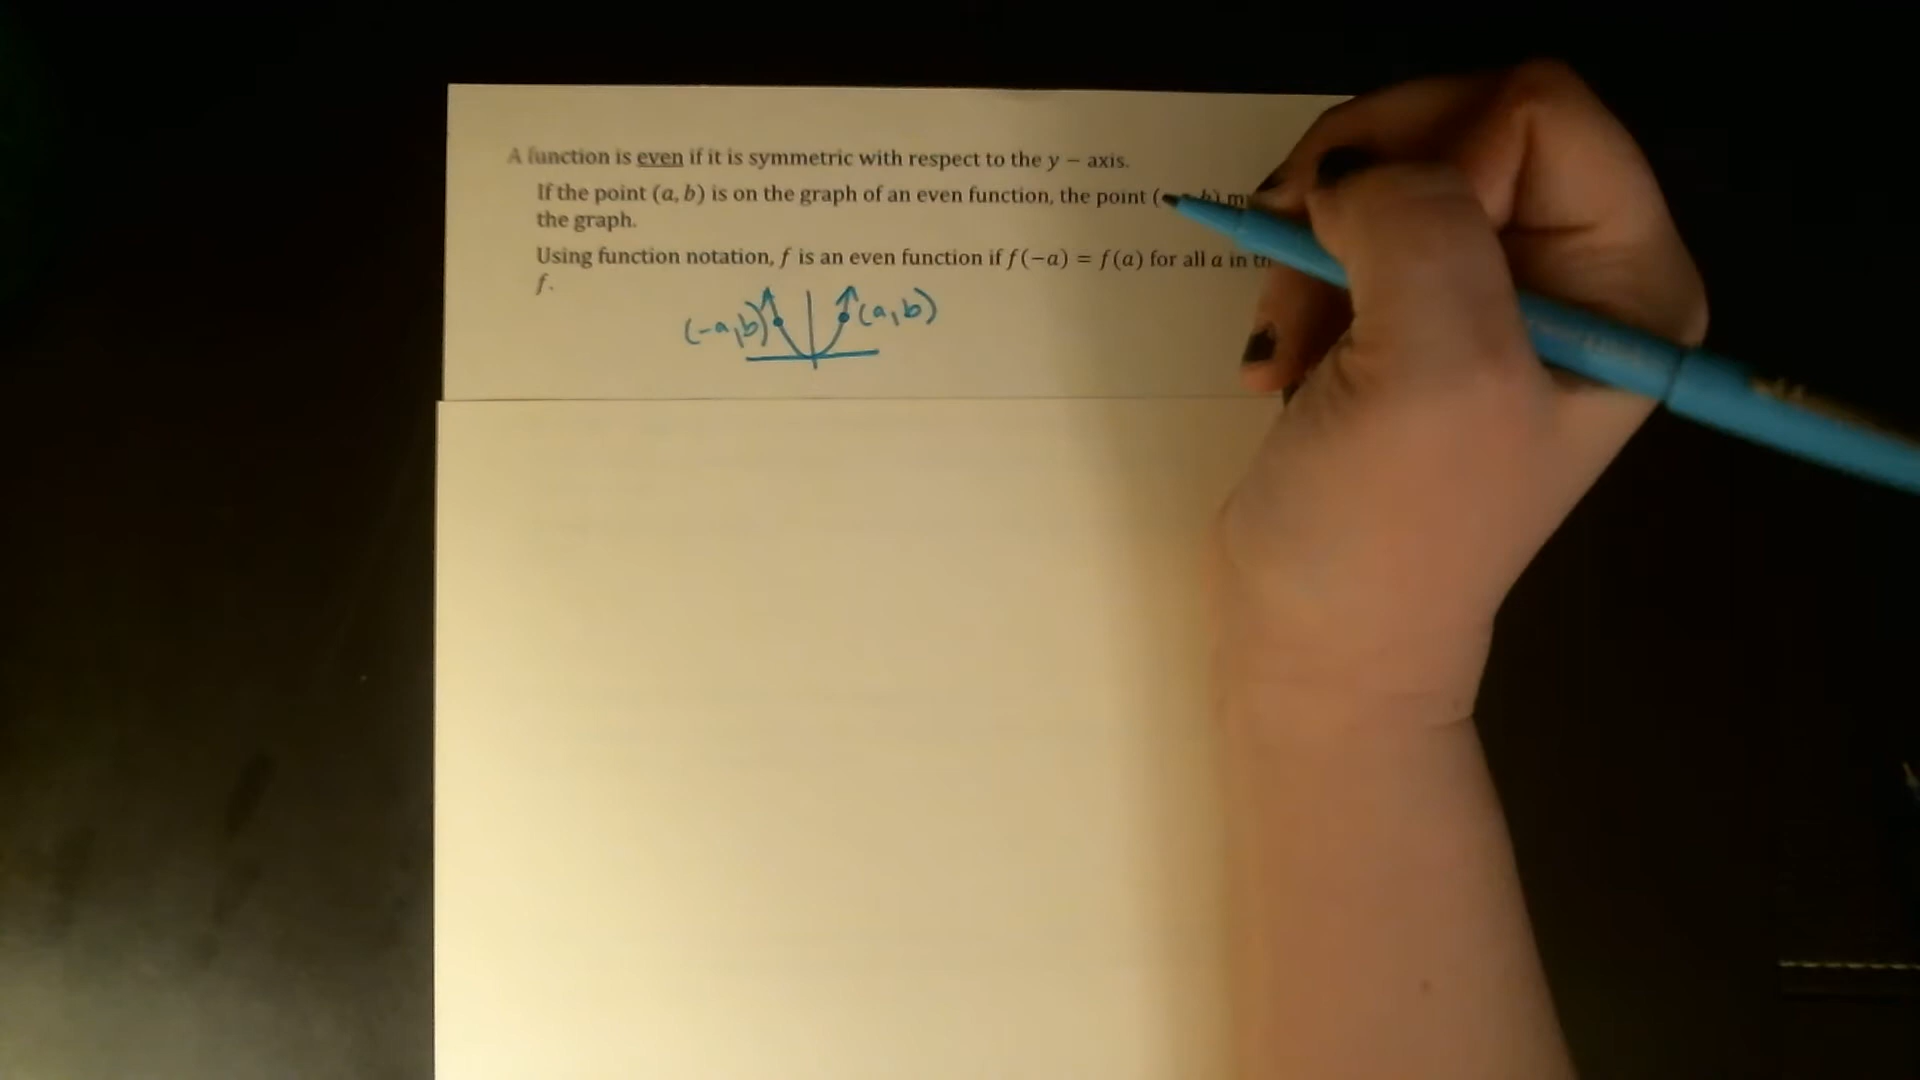 A function is even if it is symmetric with respect to the y – axis.
If the point (a, b) is on the graph of an even function, the point (
the graph.
Using function notation, f is an even function if f(−a) = f(a) for all a in
f.
(-a,b) (a,b)